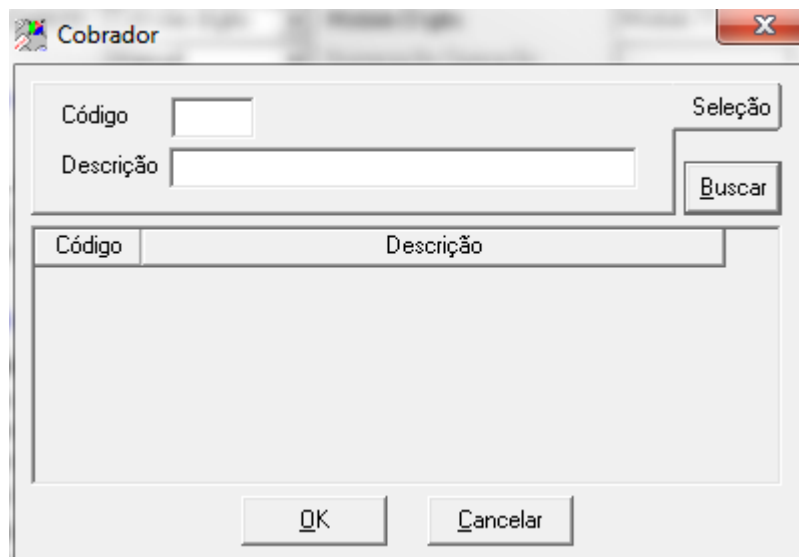 Cobrador
Seleção
Código
Descrição
Buscar
Código Descrição
OK Cancelar